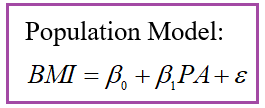 Population Model:
BMI = β₀ + β₁PA + ε